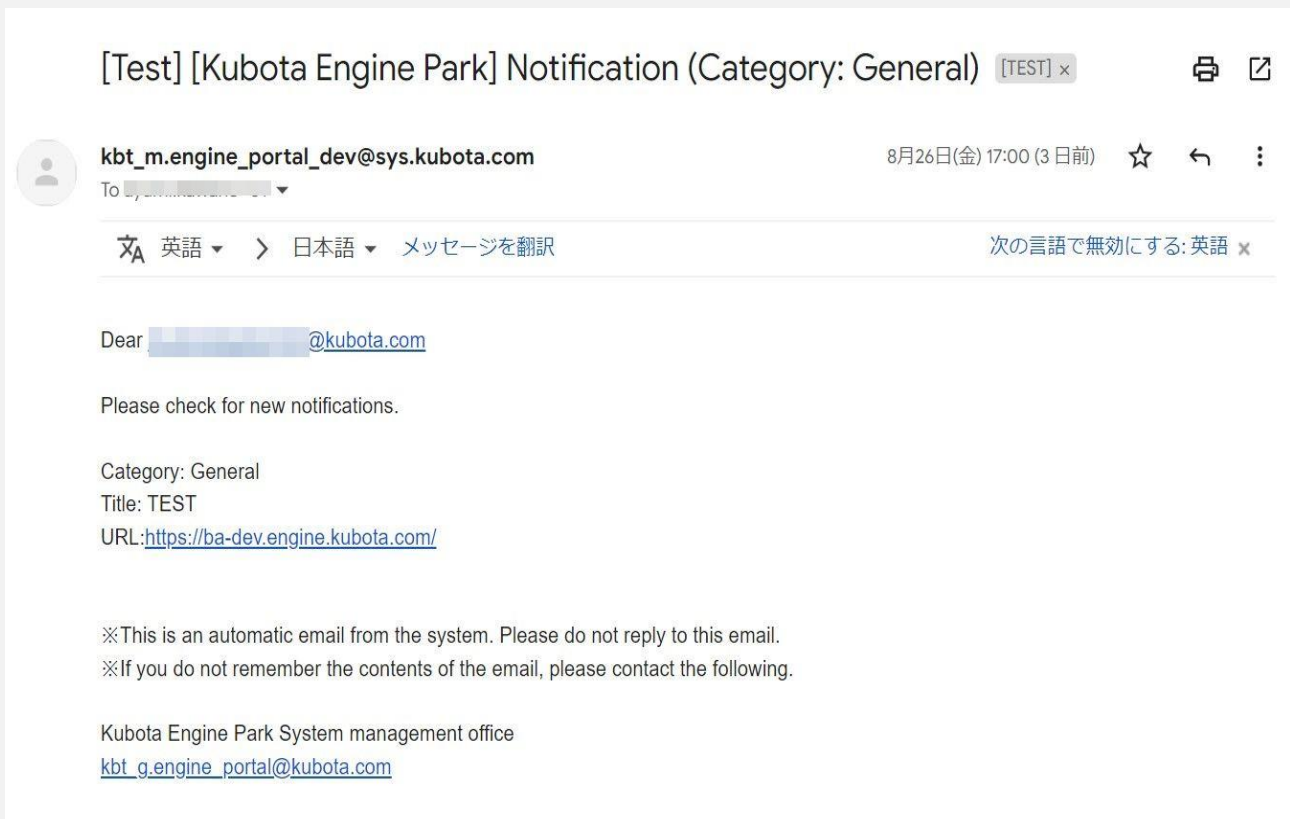 [Test] [Kubota Engine Park] Notification (Category: General) [TEST] ×
kbt_m.engine_portal_dev@sys.kubota.com 8月26日(金) 17:00 (3 日前)
To
英語 日本語 メッセージを翻訳 次の言語で無効にする: 英語 ×
Dear @kubota.com
Please check for new notifications.
Category: General
Title: TEST
URL:https://ba-dev.engine.kubota.com/
※This is an automatic email from the system. Please do not reply to this email.
※If you do not remember the contents of the email, please contact the following.
Kubota Engine Park System management office
kbt_g.engine_portal@kubota.com